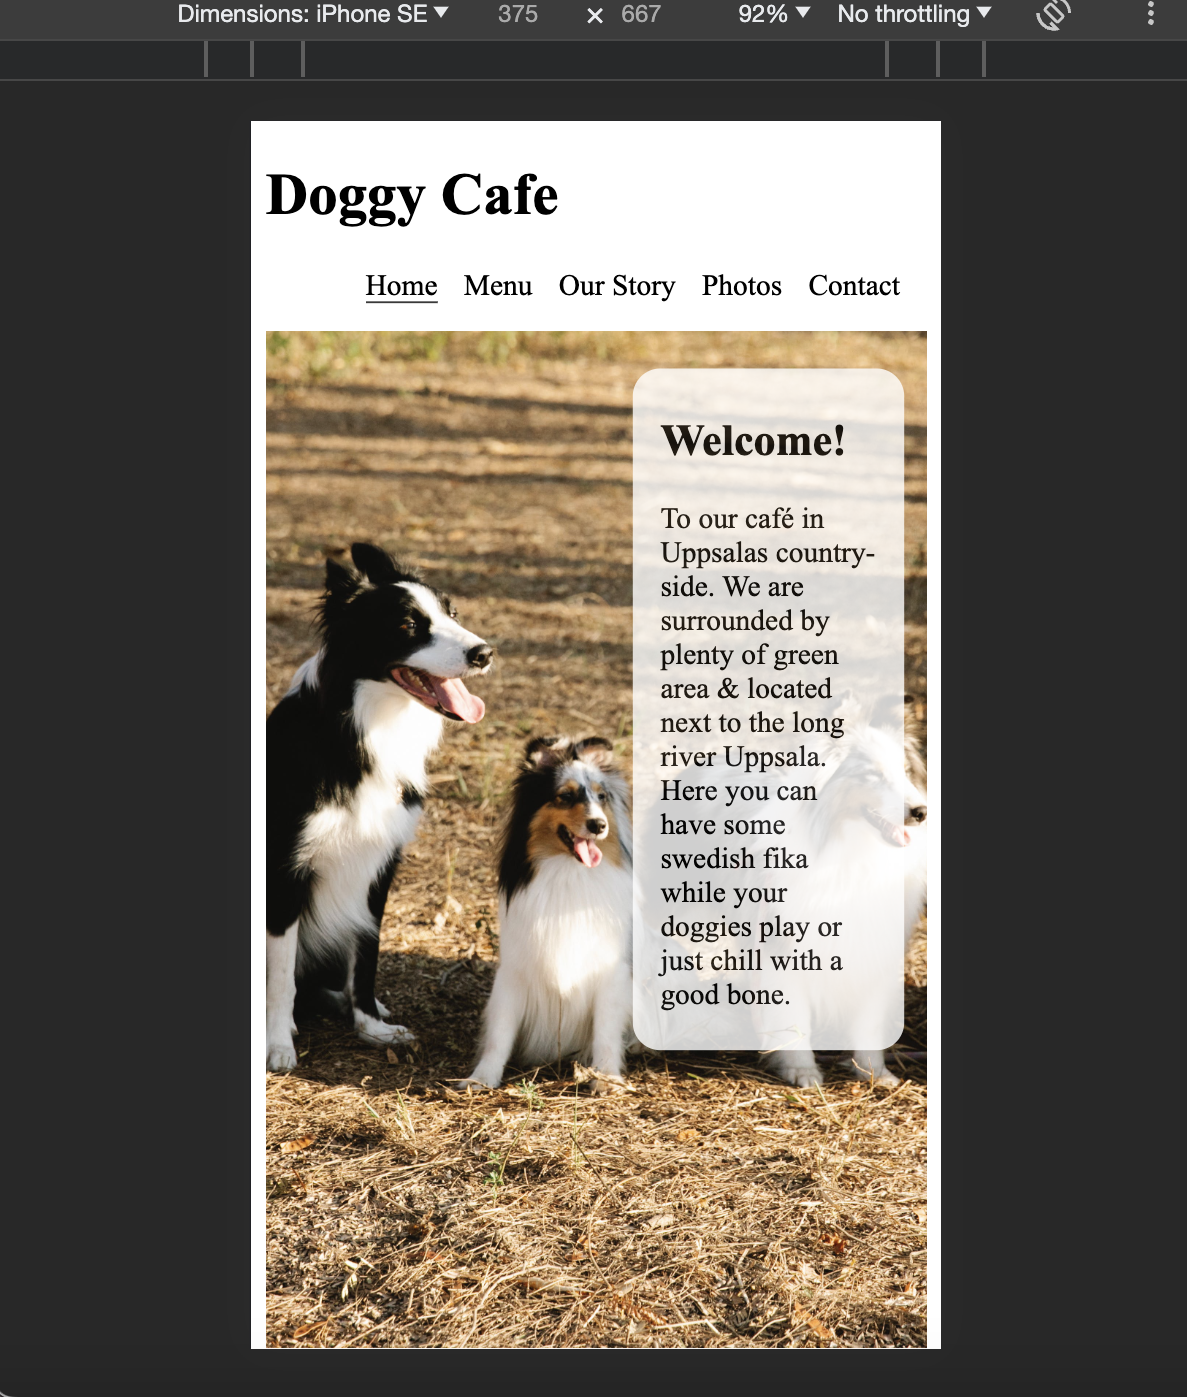 Dimensions: iPhone SE 375 × 667 92% No throttling
Doggy Cafe
Home Menu Our Story Photos Contact
Welcome!
To our café in
Uppsalas country-
side. We are
surrounded by
plenty of green
area & located
next to the long
river Uppsala.
Here you can
have some
swedish fika
while your
doggies play or
just chill with a
good bone.